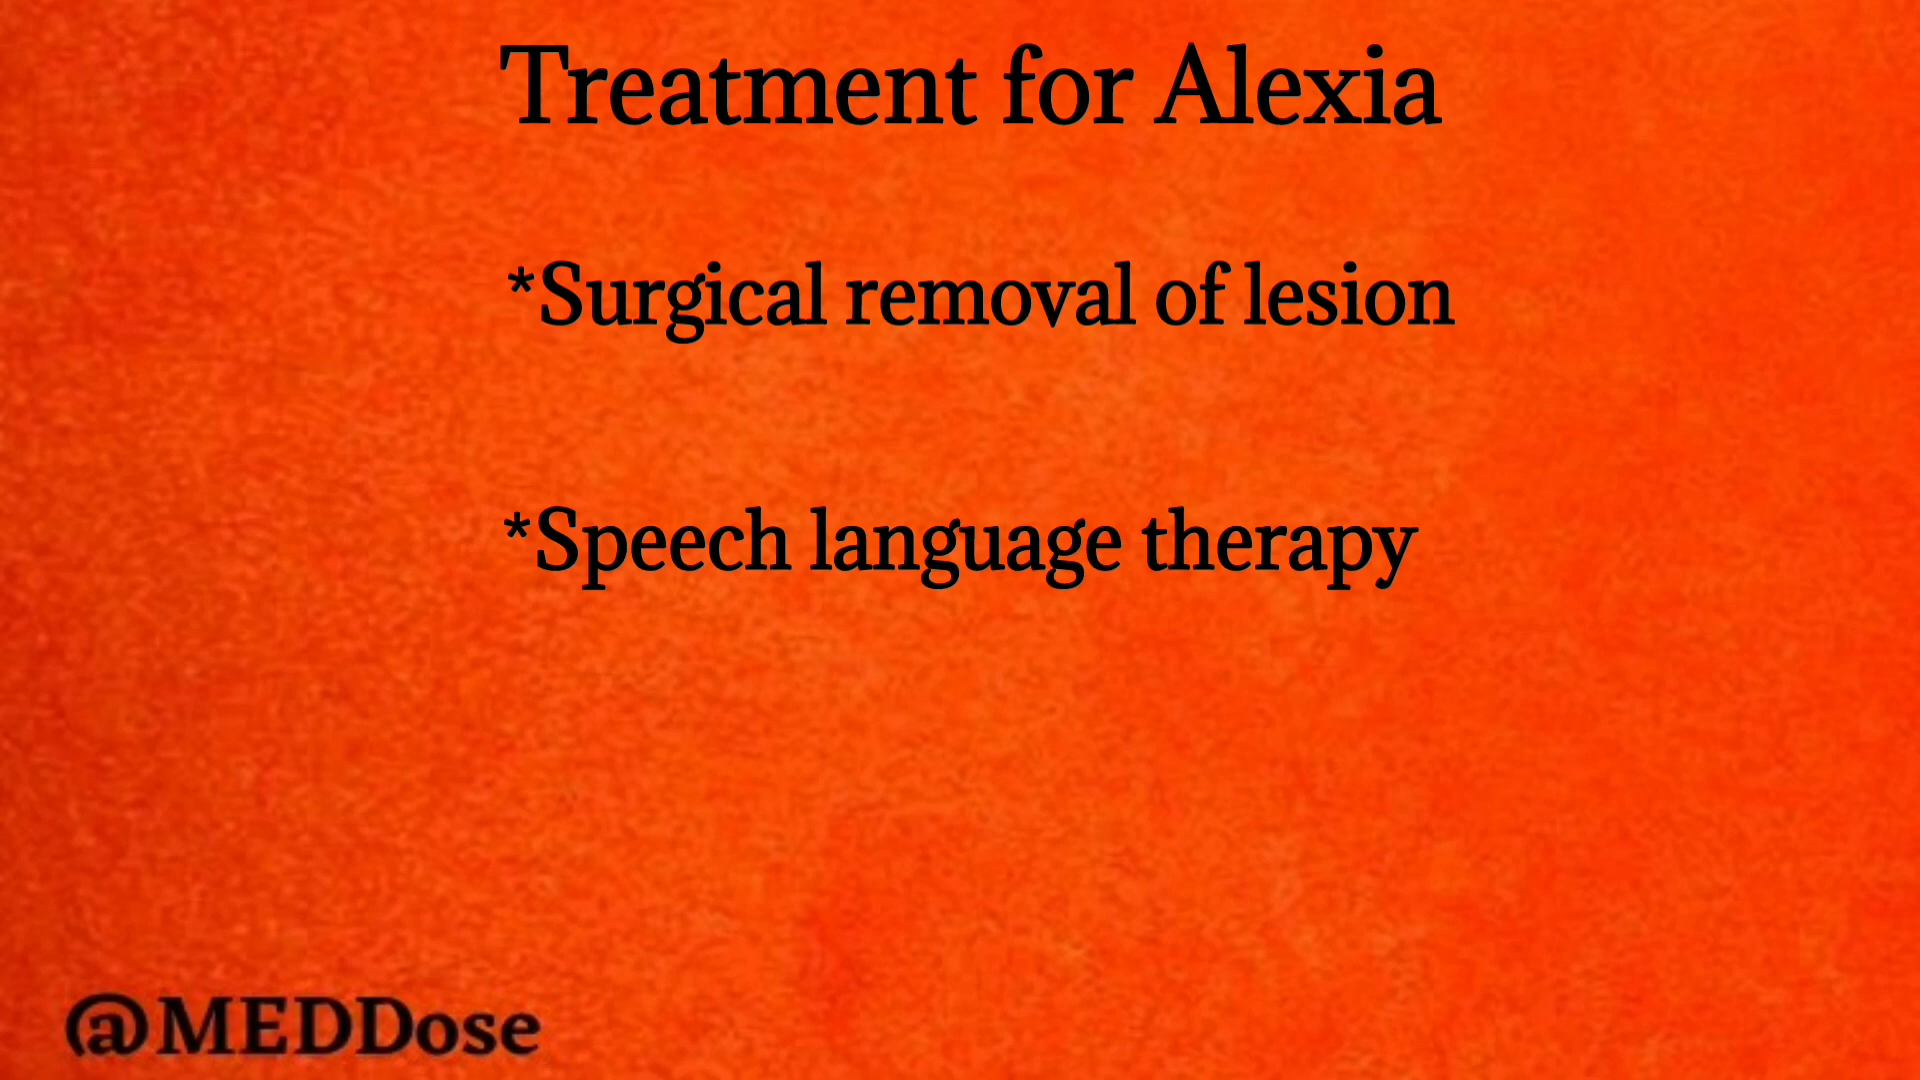 Treatment for Alexia
*Surgical removal of lesion
*Speech language therapy
@MEDDose